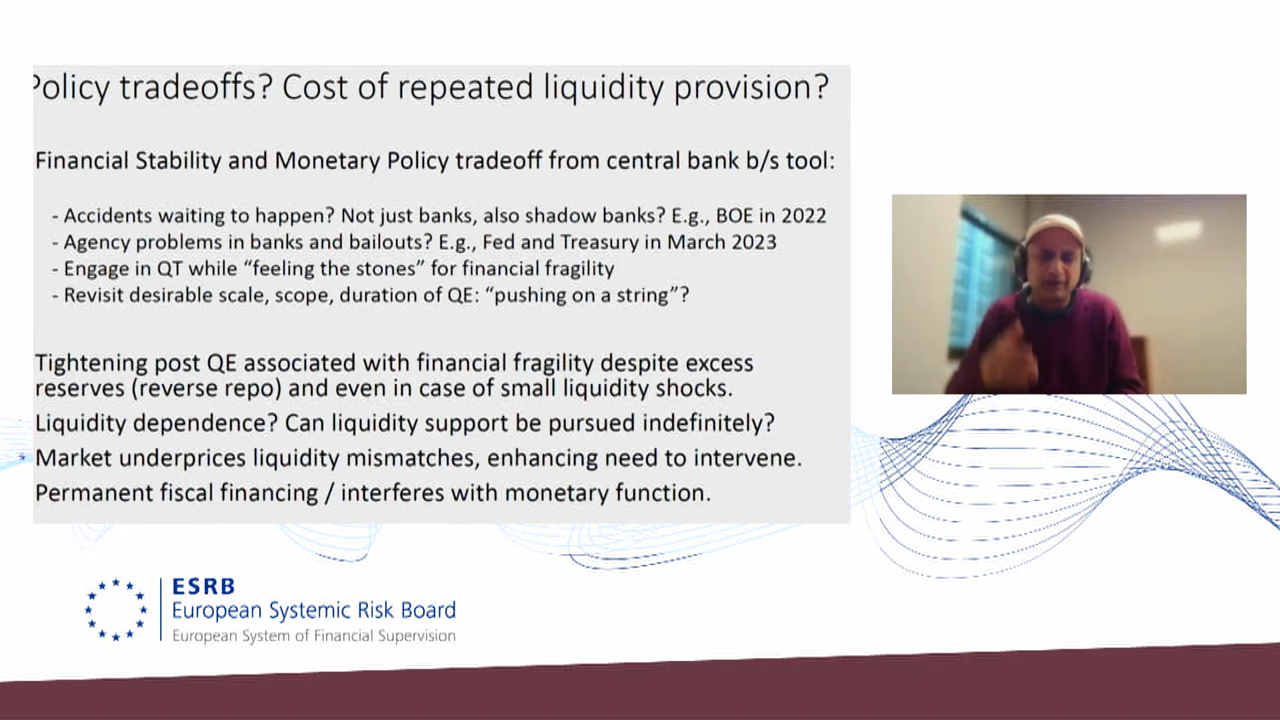 Policy tradeoffs? Cost of repeated liquidity provision?
Financial Stability and Monetary Policy tradeoff from central bank b/s tool:
- Accidents waiting to happen? Not just banks, also shadow banks? E.g., BOE in 2022
- Agency problems in banks and bailouts? E.g., Fed and Treasury in March 2023
- Engage in QT while “feeling the stones” for financial fragility
- Revisit desirable scale, scope, duration of QE: “pushing on a string”?
Tightening post QE associated with financial fragility despite excess
reserves (reverse repo) and even in case of small liquidity shocks.
Liquidity dependence? Can liquidity support be pursued indefinitely?
Market underprices liquidity mismatches, enhancing need to intervene.
Permanent fiscal financing / interferes with monetary function.
ESRB
European Systemic Risk Board
European System of Financial Supervision